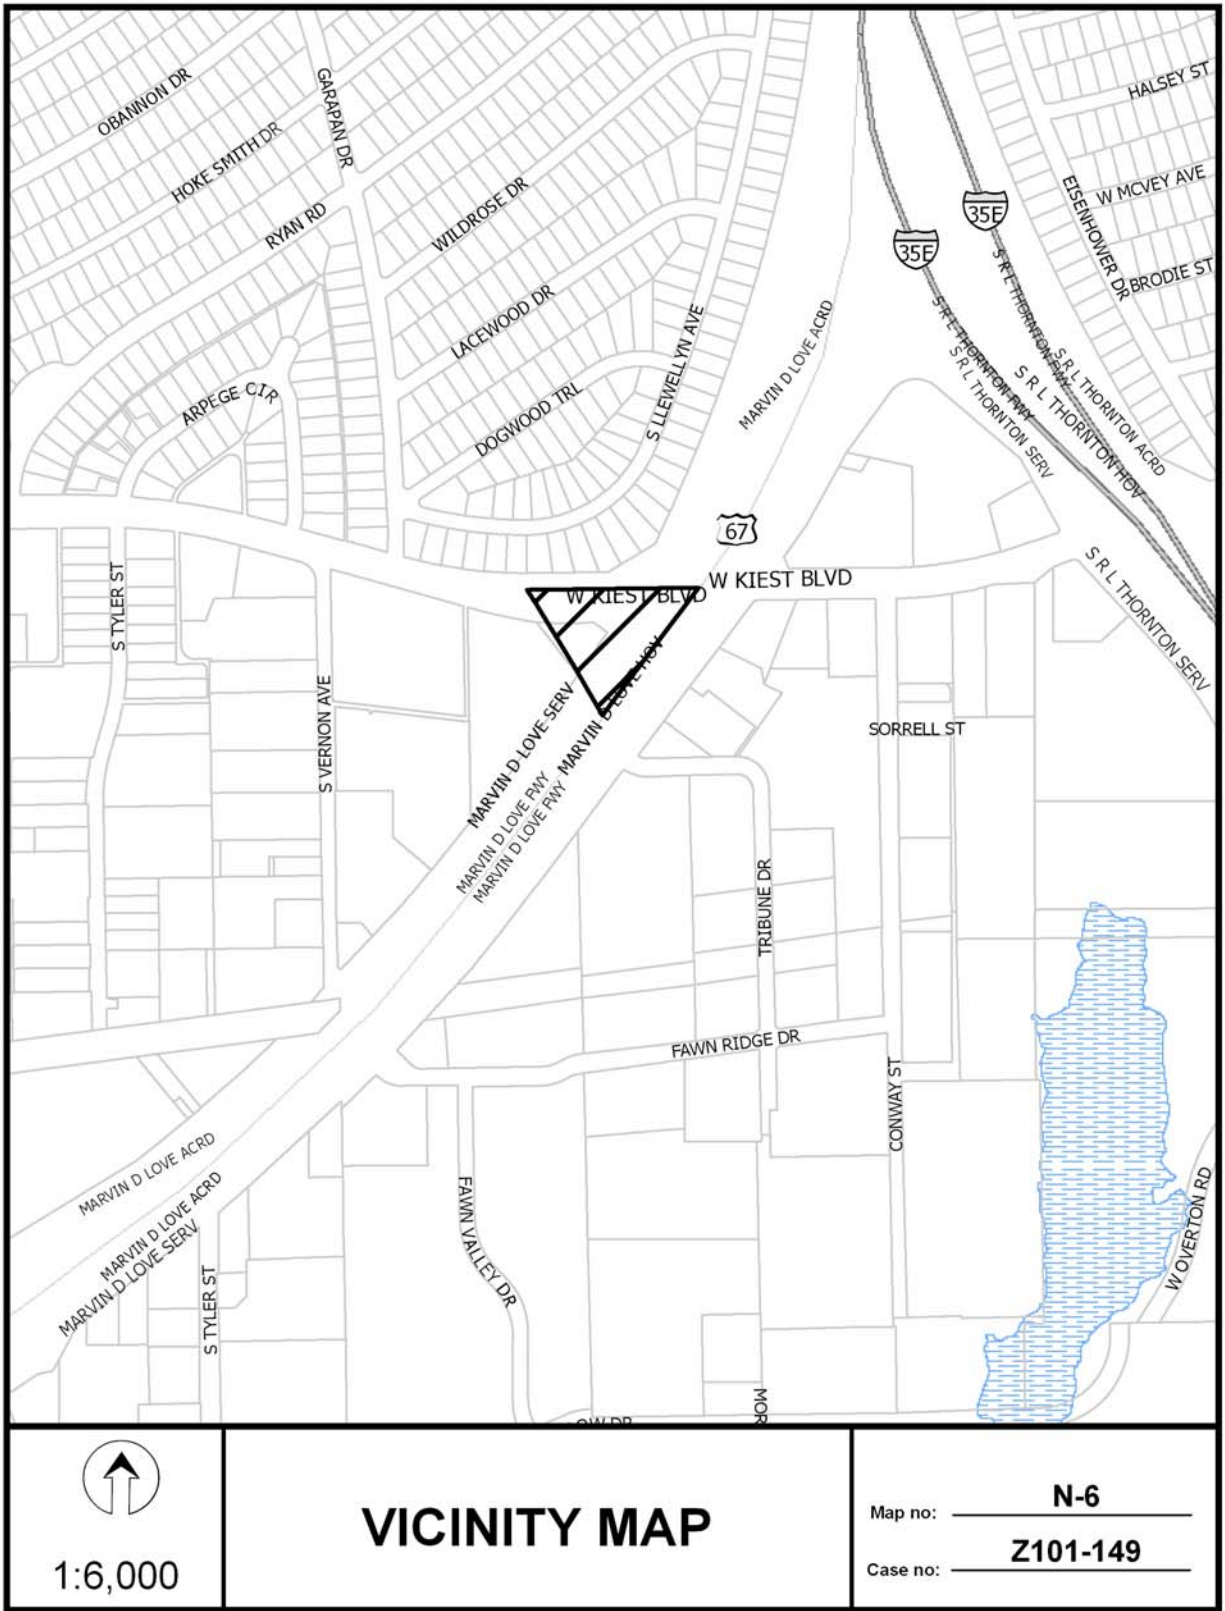 OBANNON DR
GARAPAN DR
HALSEY ST
HOKE SMITH DR
WILDROSE DR
W MCVEY AVE
EISENHOWER DR
RYAN RD
35E
35E
BRODIE ST
LACEWOOD DR
S LLEWELLYN AVE
MARVIN D LOVE ACRD
S R L THORNTON FWY
S R L THORNTON FWY
S R L THORNTON SERV
S R L THORNTON HOV
S R L THORNTON ACRD
ARPEGE CIR
DOGWOOD TRL
67
W KIEST BLVD
W KIEST BLVD
S R L THORNTON SERV
S TYLER ST
S VERNON AVE
MARVIN D LOVE SERV
MARVIN D LOVE HOV
MARVIN D LOVE FWY
MARVIN D LOVE FWY
SORRELL ST
TRIBUNE DR
FAWN RIDGE DR
CONWAY ST
MARVIN D LOVE ACRD
MARVIN D LOVE ACRD
MARVIN D LOVE SERV
S TYLER ST
FAWN VALLEY DR
W OVERTON RD
OW DR
MOR
1:6,000
VICINITY MAP
Map no: N-6
Case no: Z101-149